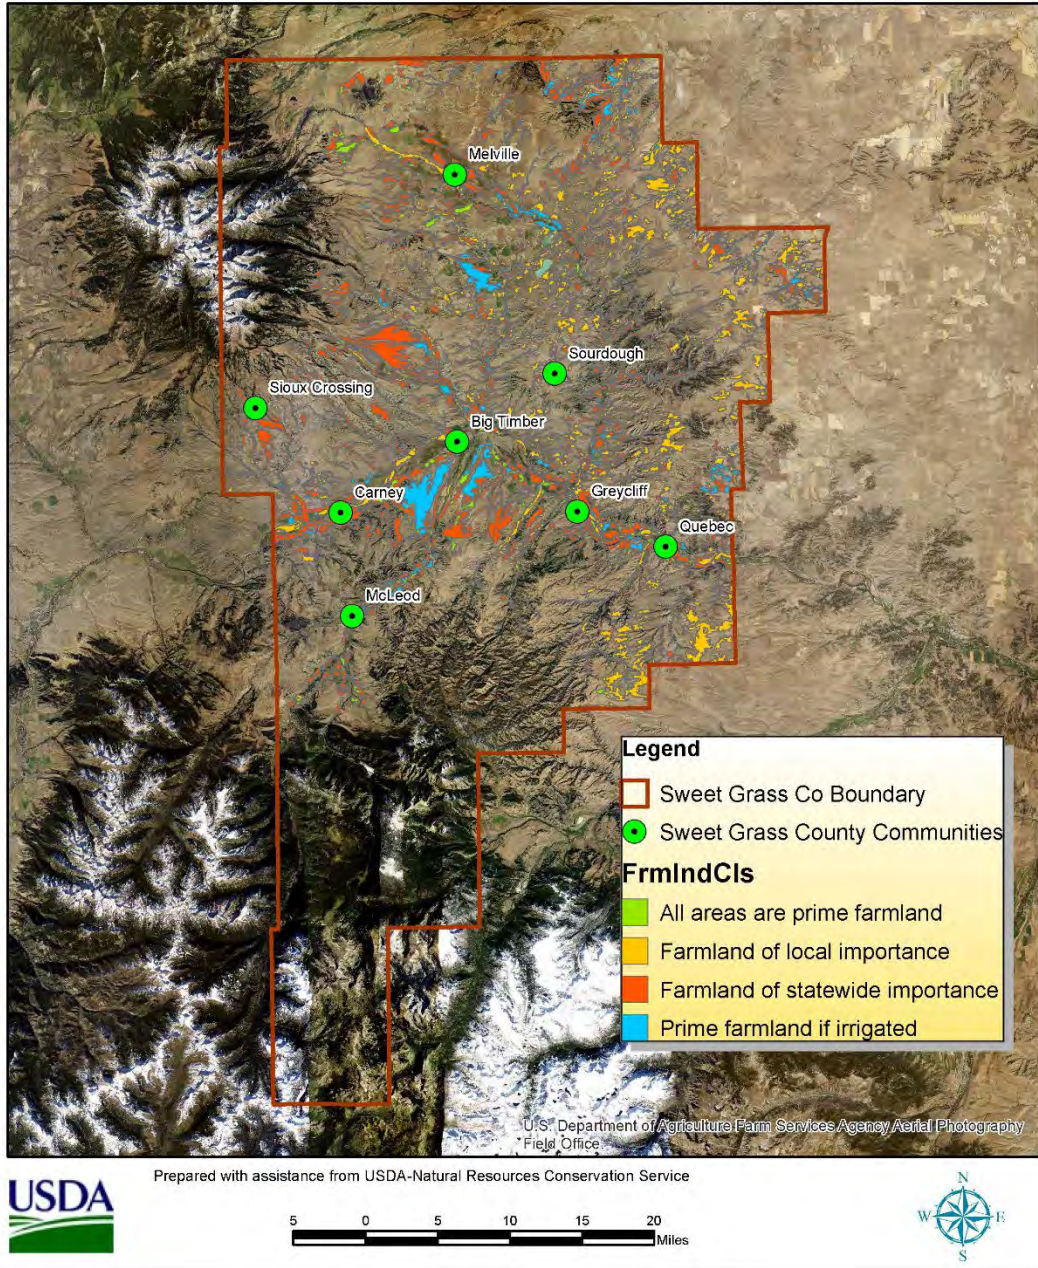 Melville
Sourdough
Sioux Crossing
Big Timber
Carney
Greycliff
Quebec
McLeod
Legend
Sweet Grass Co Boundary
Sweet Grass County Communities
FrmlndCls
All areas are prime farmland
Farmland of local importance
Farmland of statewide importance
Prime farmland if irrigated
U.S. Department of Agriculture Farm Services Agency Aerial Photography
Field Office
Prepared with assistance from USDA-Natural Resources Conservation Service
USDA
5 0 5 10 15 20
Miles
N
W E
S